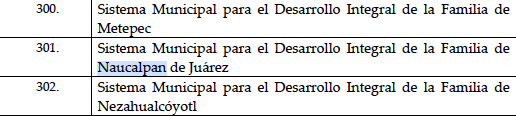 300. Sistema Municipal para el Desarrollo Integral de la Familia de
Metepec
301. Sistema Municipal para el Desarrollo Integral de la Familia de
Naucalpan de Juárez
302. Sistema Municipal para el Desarrollo Integral de la Familia de
Nezahualcóyotl